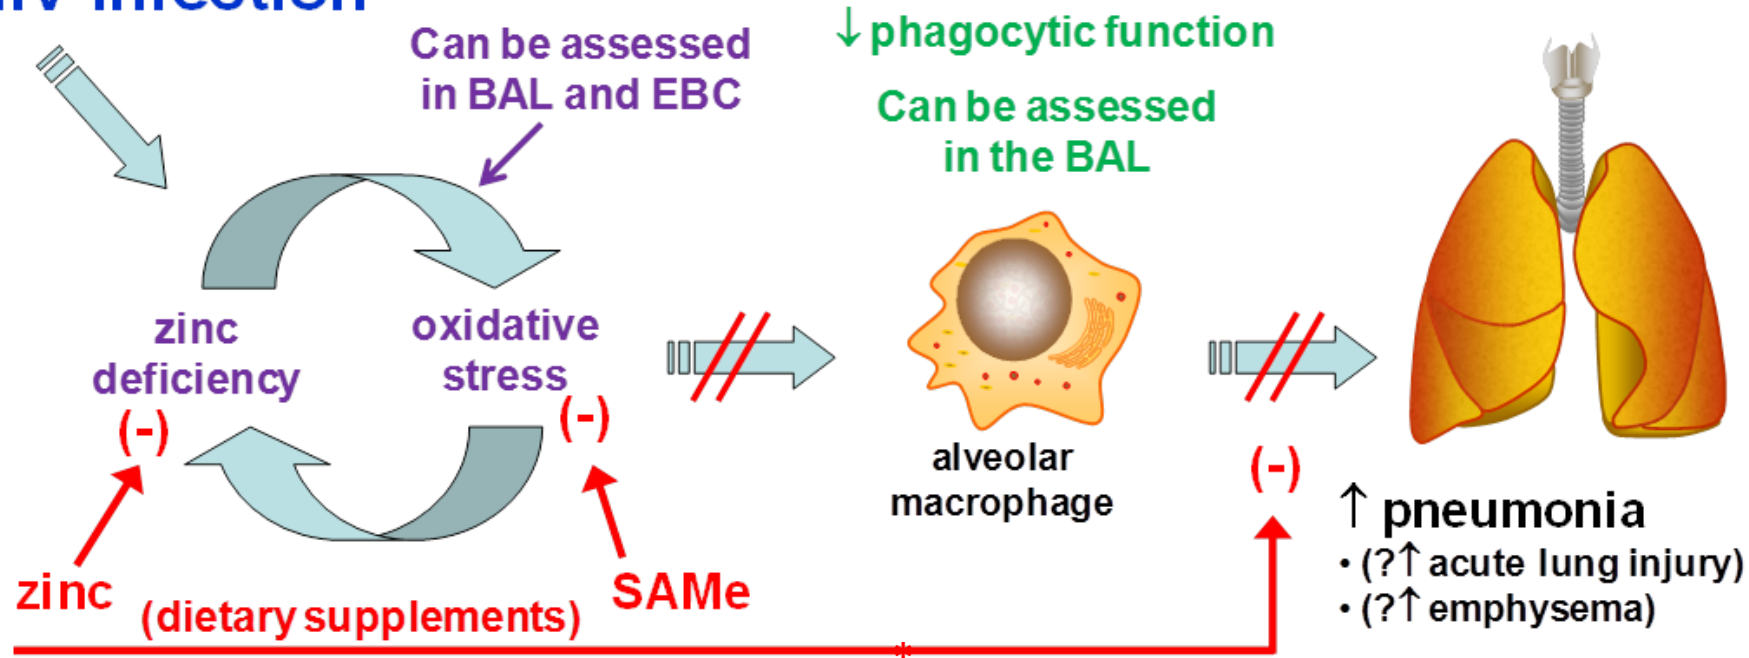 infection
Can be assessed
in BAL and EBC
↓ phagocytic function
Can be assessed
in the BAL
zinc
deficiency
(-)
oxidative
stress
(-)
alveolar
macrophage
(-)
↑ pneumonia
• (?↑ acute lung injury)
• (?↑ emphysema)
zinc
(dietary supplements)
SAMe
*